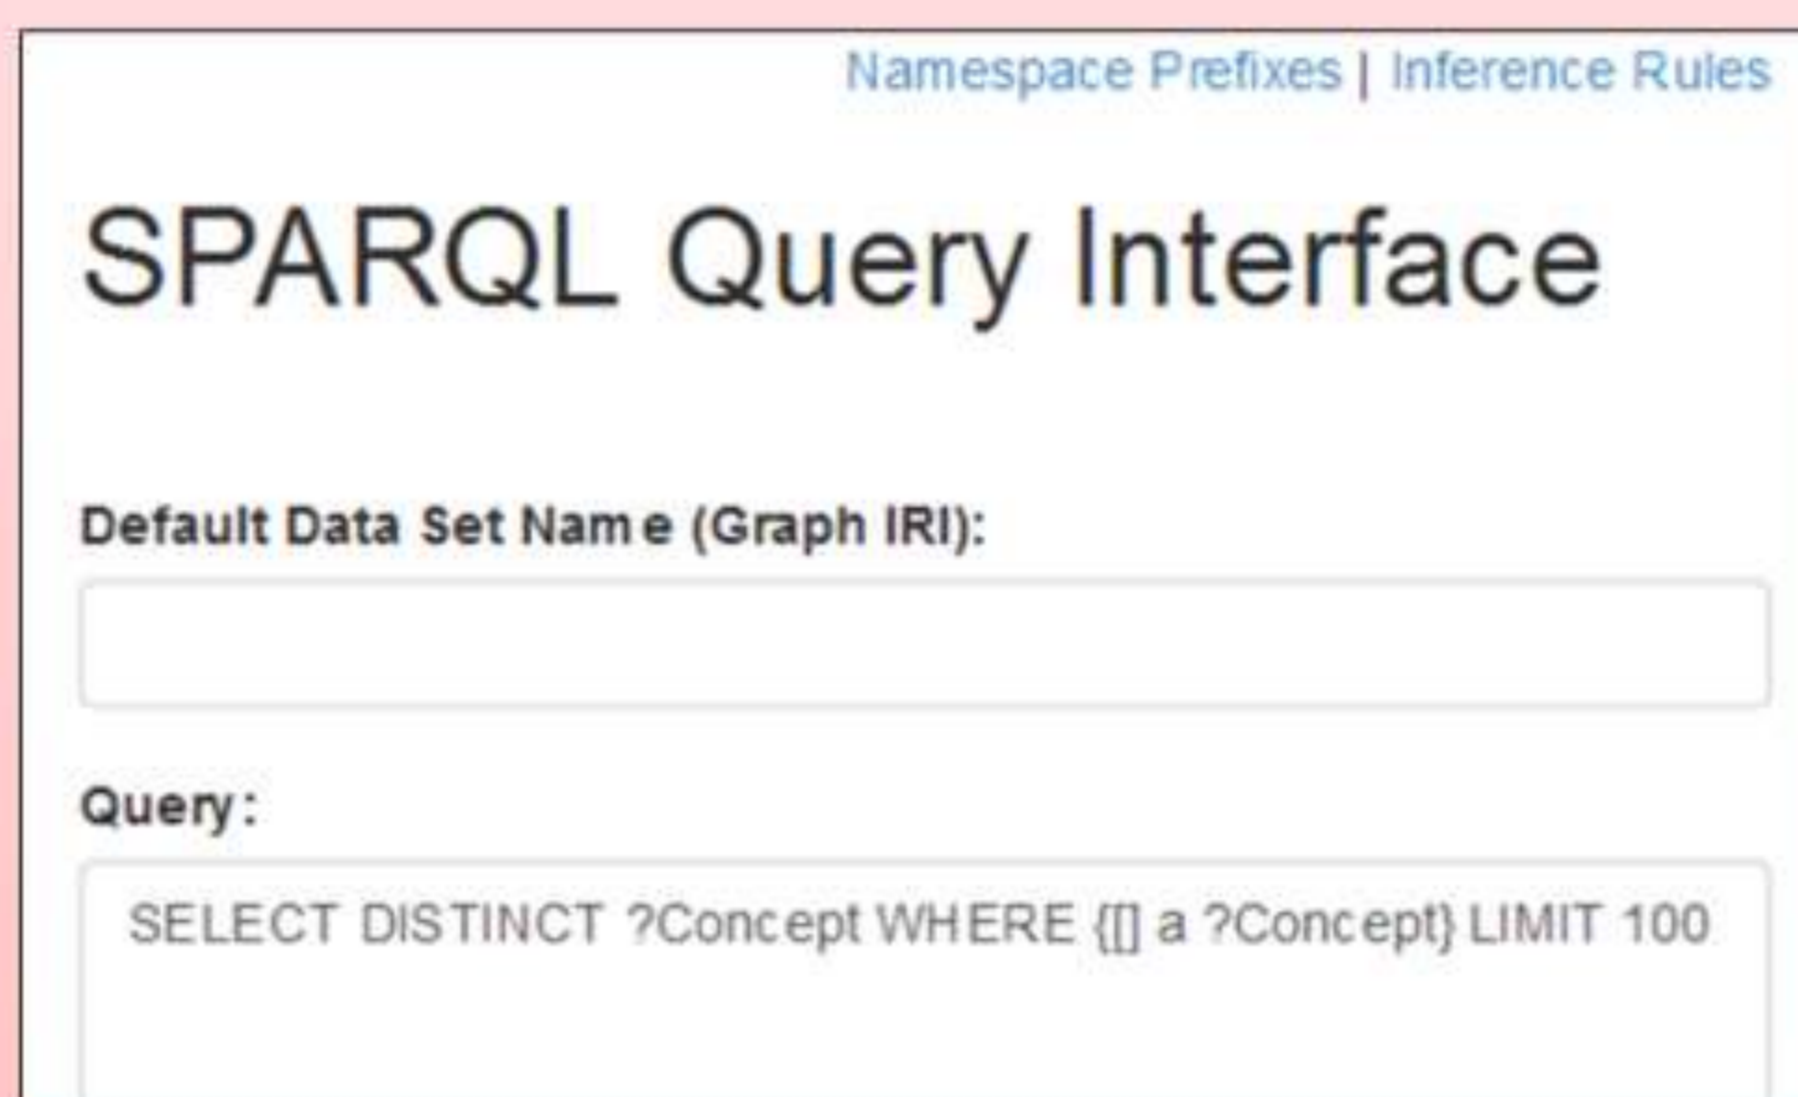 Namespace Prefixes | Inference Rules
SPARQL Query Interface
Default Data Set Name (Graph IRI):
Query:
SELECT DISTINCT ?Concept WHERE {[] a ?Concept} LIMIT 100